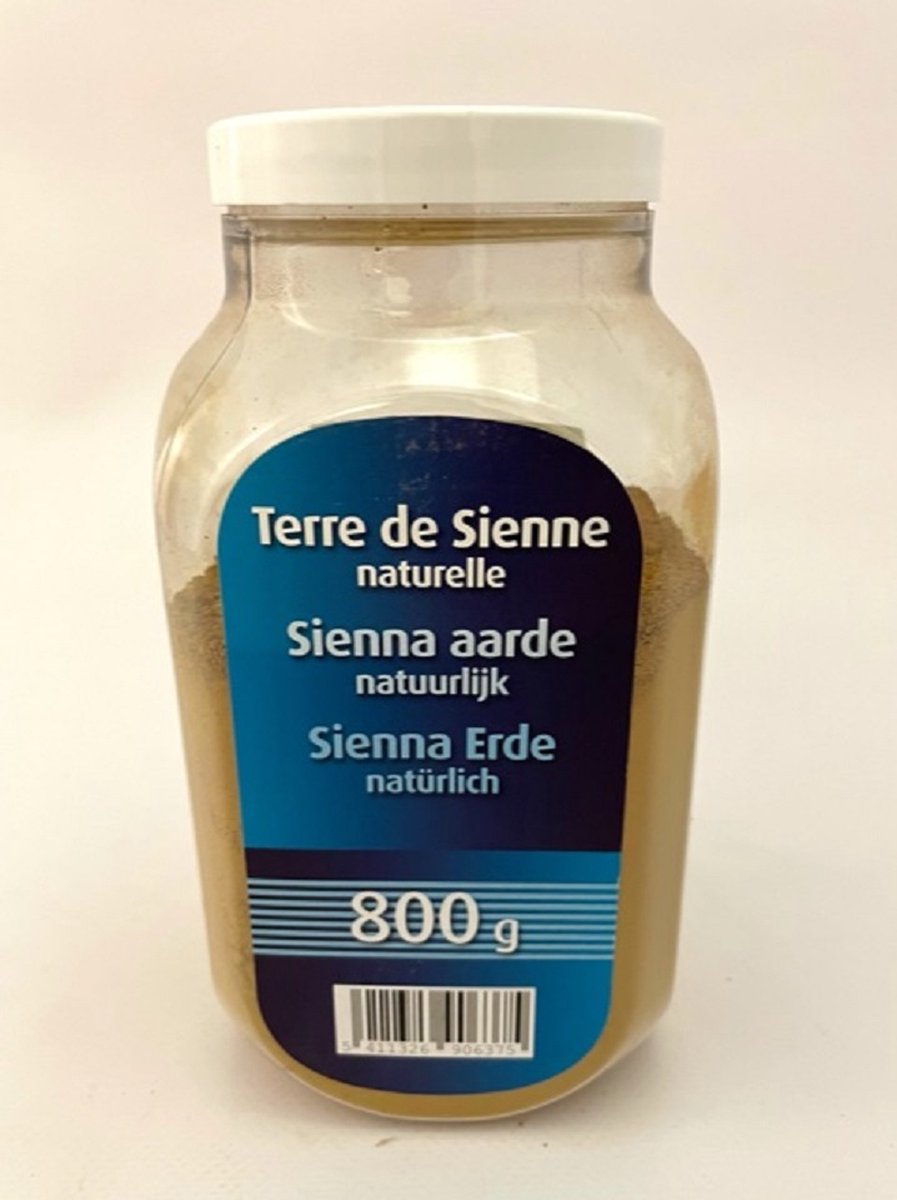 Terre de Sienne
naturelle
Sienna aarde
natuurlijk
Sienna Erde
natürlich
800 g
5 411326 906375